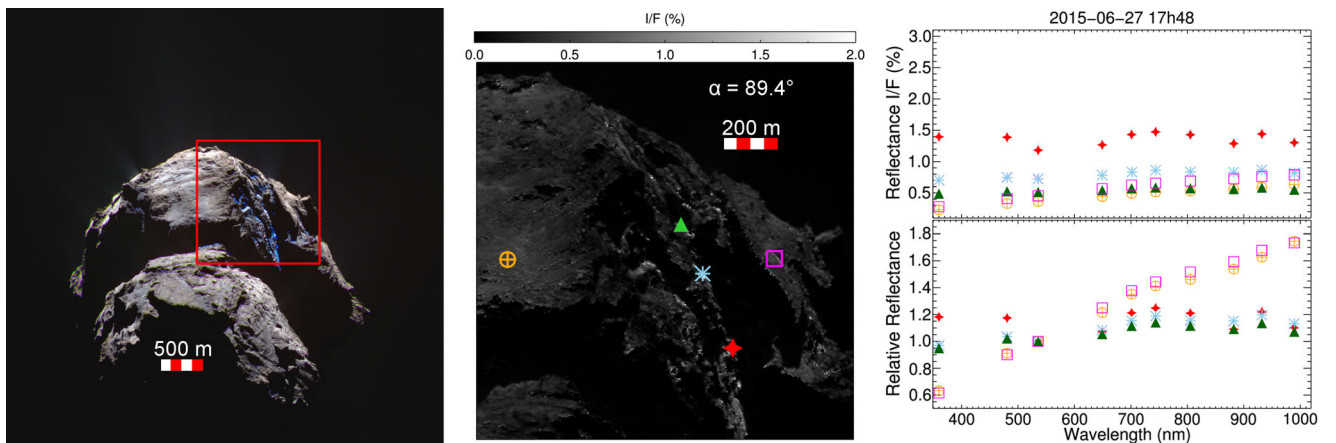 500 m
I/F (%)
0.0 0.5 1.0 1.5 2.0
α = 89.4°
200 m
2015-06-27 17h48
Reflectance I/F (%)
3.0
2.5
2.0
1.5
1.0
0.5
Relative Reflectance
1.8
1.6
1.4
1.2
1.0
0.8
0.6
400 500 600 700 800 900 1000
Wavelength (nm)